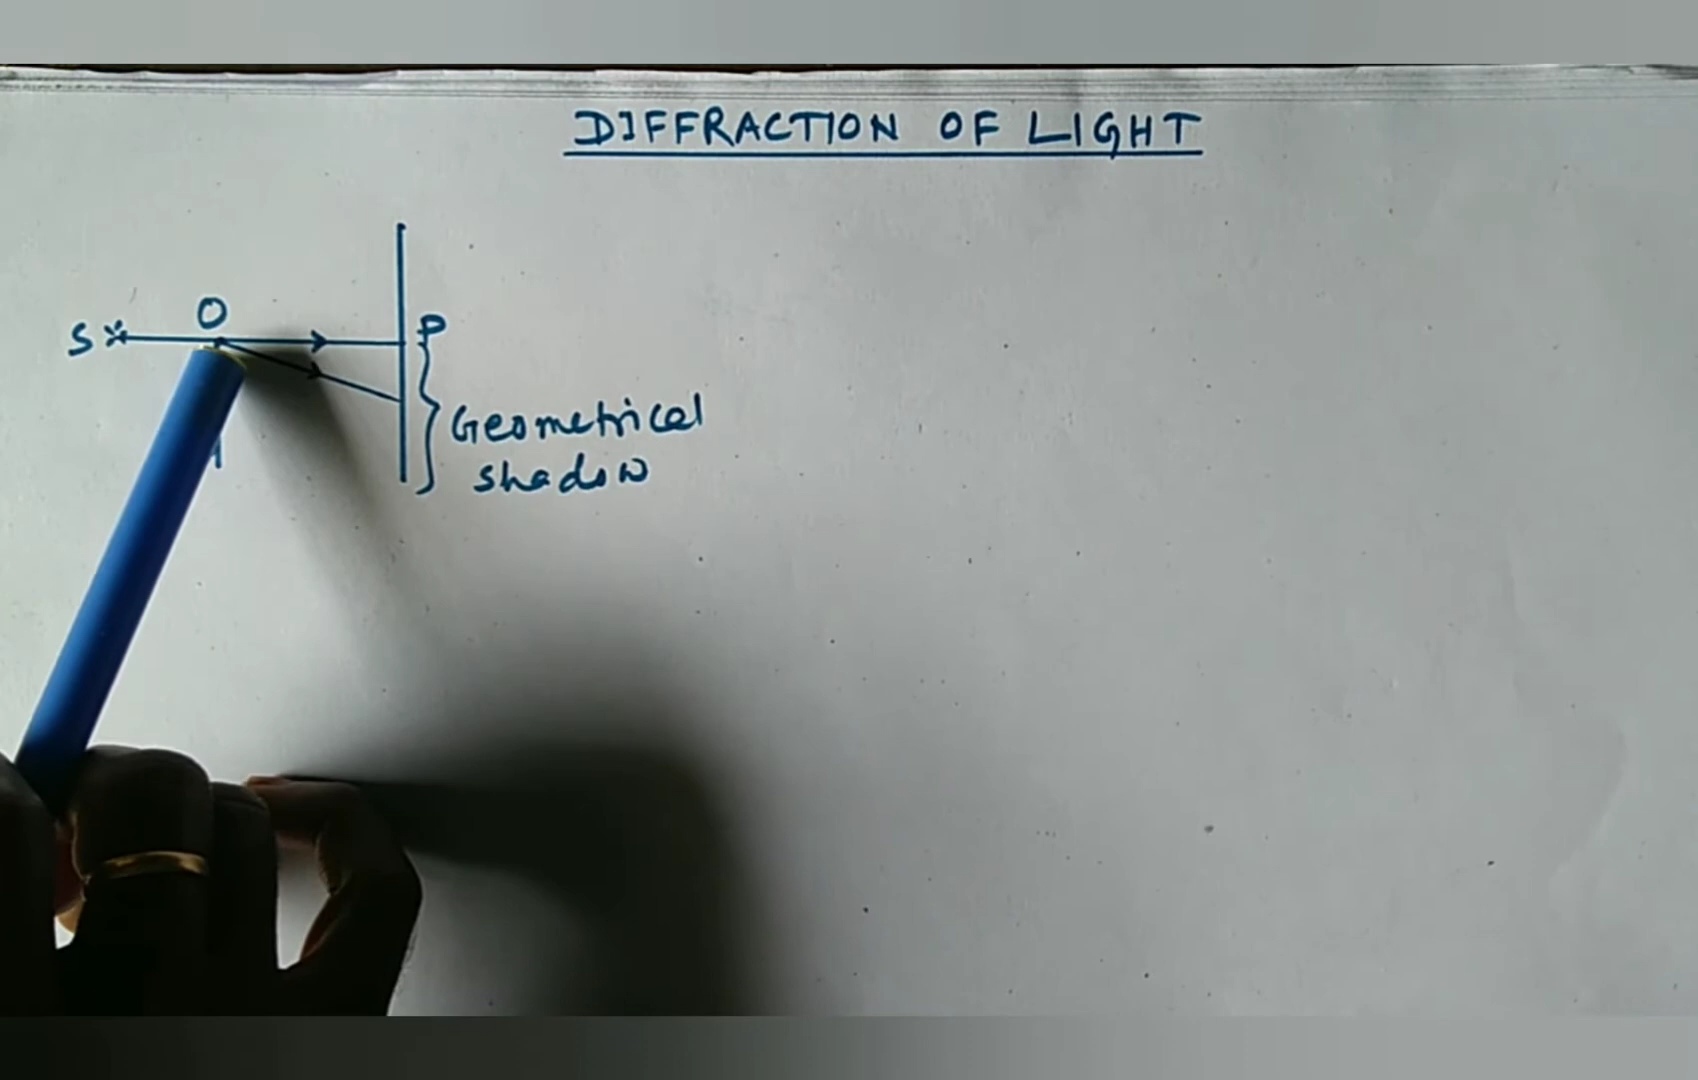 DIFFRACTION OF LIGHT
O
S
P
Geometrical
shadow